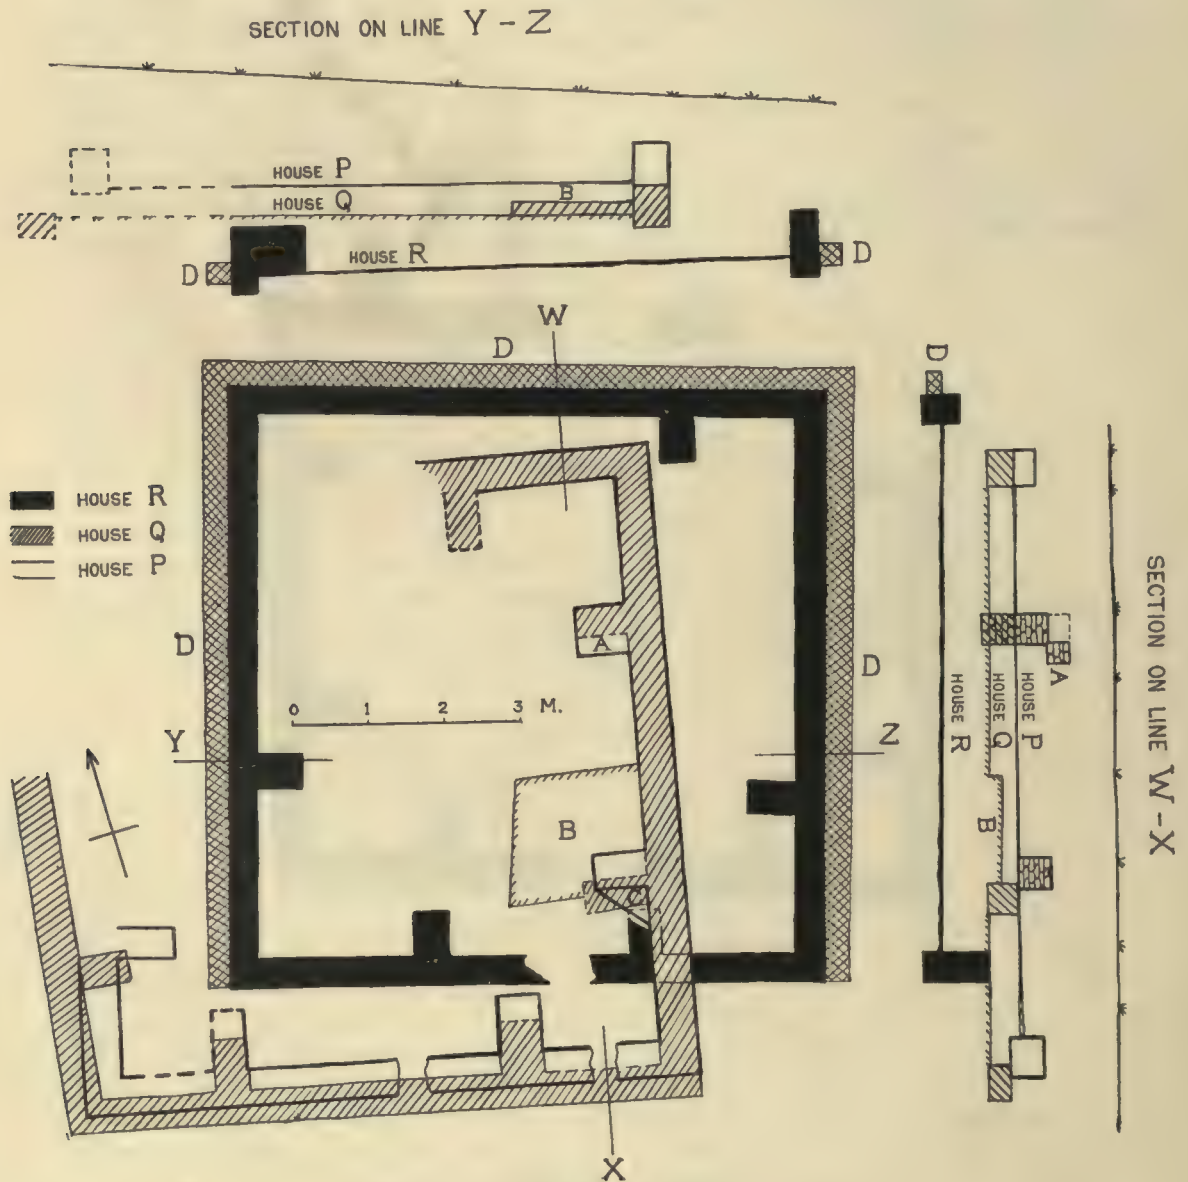 SECTION ON LINE Y - Z
HOUSE P
HOUSE Q
B
HOUSE R
D
D
W
D
D
HOUSE R
HOUSE Q
HOUSE P
D
A
D
0 1 2 3 M.
Y
Z
B
C
X
HOUSE R
HOUSE Q
HOUSE P
A
B
SECTION ON LINE W - X